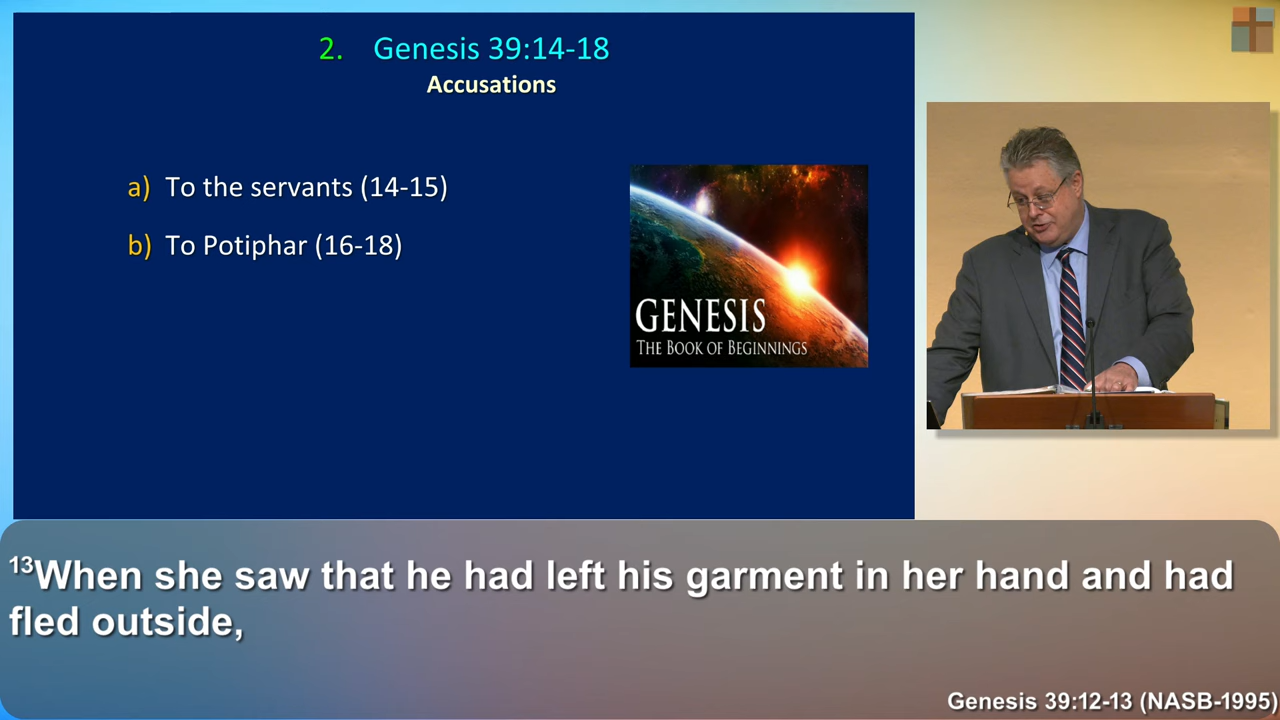 2. Genesis 39:14-18
Accusations
a) To the servants (14-15)
b) To Potiphar (16-18)
GENESIS
THE BOOK OF BEGINNINGS
13When she saw that he had left his garment in her hand and had
fled outside,
Genesis 39:12-13 (NASB-1995)